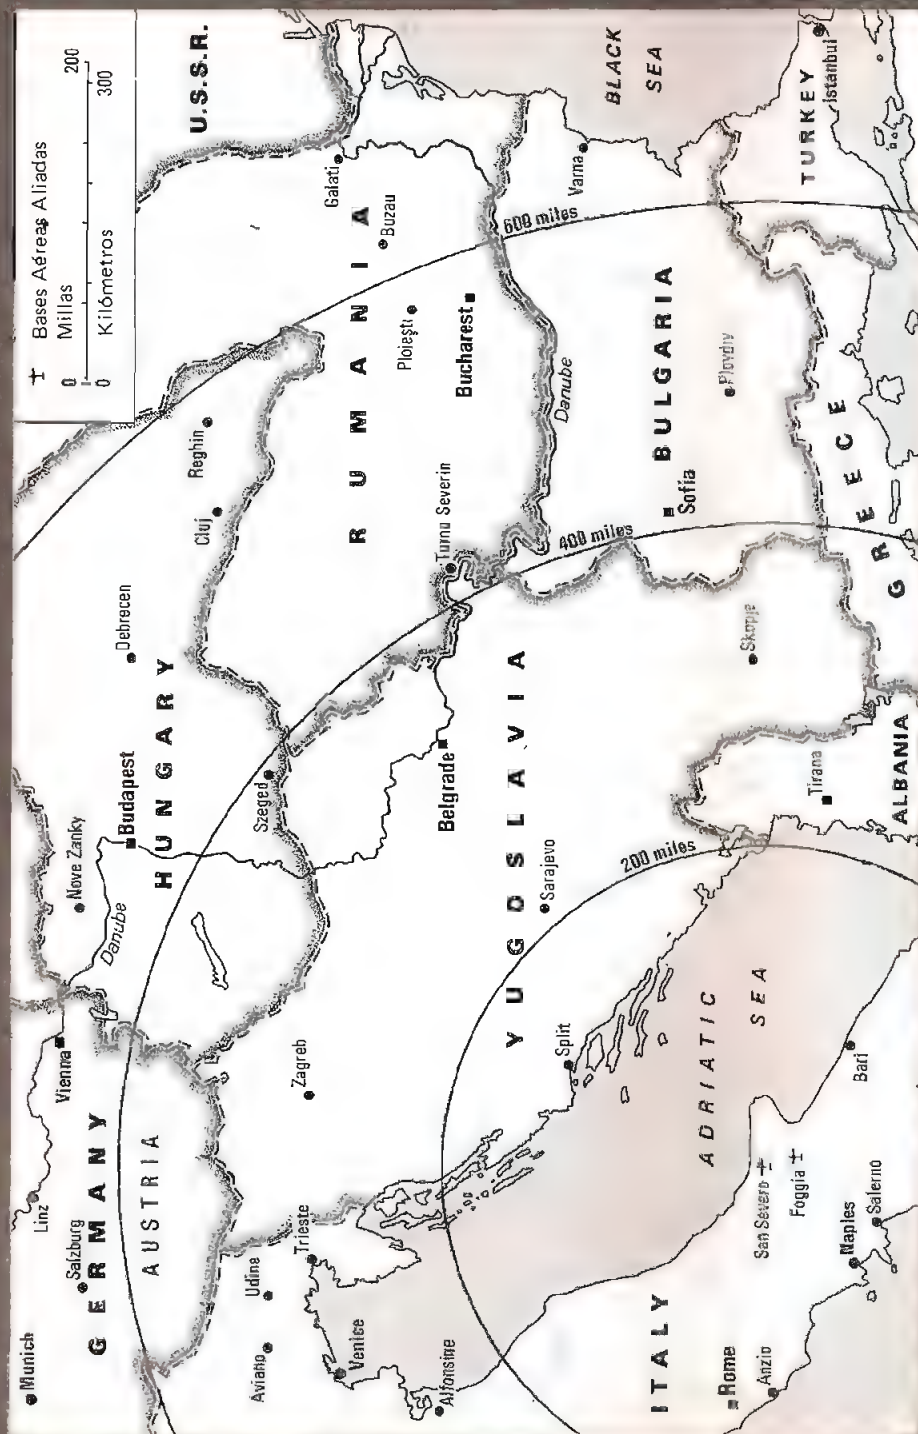 Bases Aéreas Aliadas
Millas
0 200
0 300
Kilómetros
U.S.S.R.
Munich
Salzburg
Linz
Vienna
GERMANY
AUSTRIA
Danube
Nove Zanky
Budapest
HUNGARY
Debrecen
Szeged
Cluj
Reghin
RUMANIA
Galati
Buzau
Ploiești
Bucharest
Turnu Severin
Danube
600 miles
400 miles
200 miles
BLACK
SEA
Varna
BULGARIA
Sofia
Plovdiv
TURKEY
Istanbul
GREECE
Aviano
Udine
Trieste
Venice
Alfonsine
Zagreb
YUGOSLAVIA
Belgrade
Sarajevo
Split
Skopje
Tirana
ALBANIA
ADRIATIC
SEA
ITALY
Rome
Anzio
San Severo
Foggia
Naples
Salerno
Bari